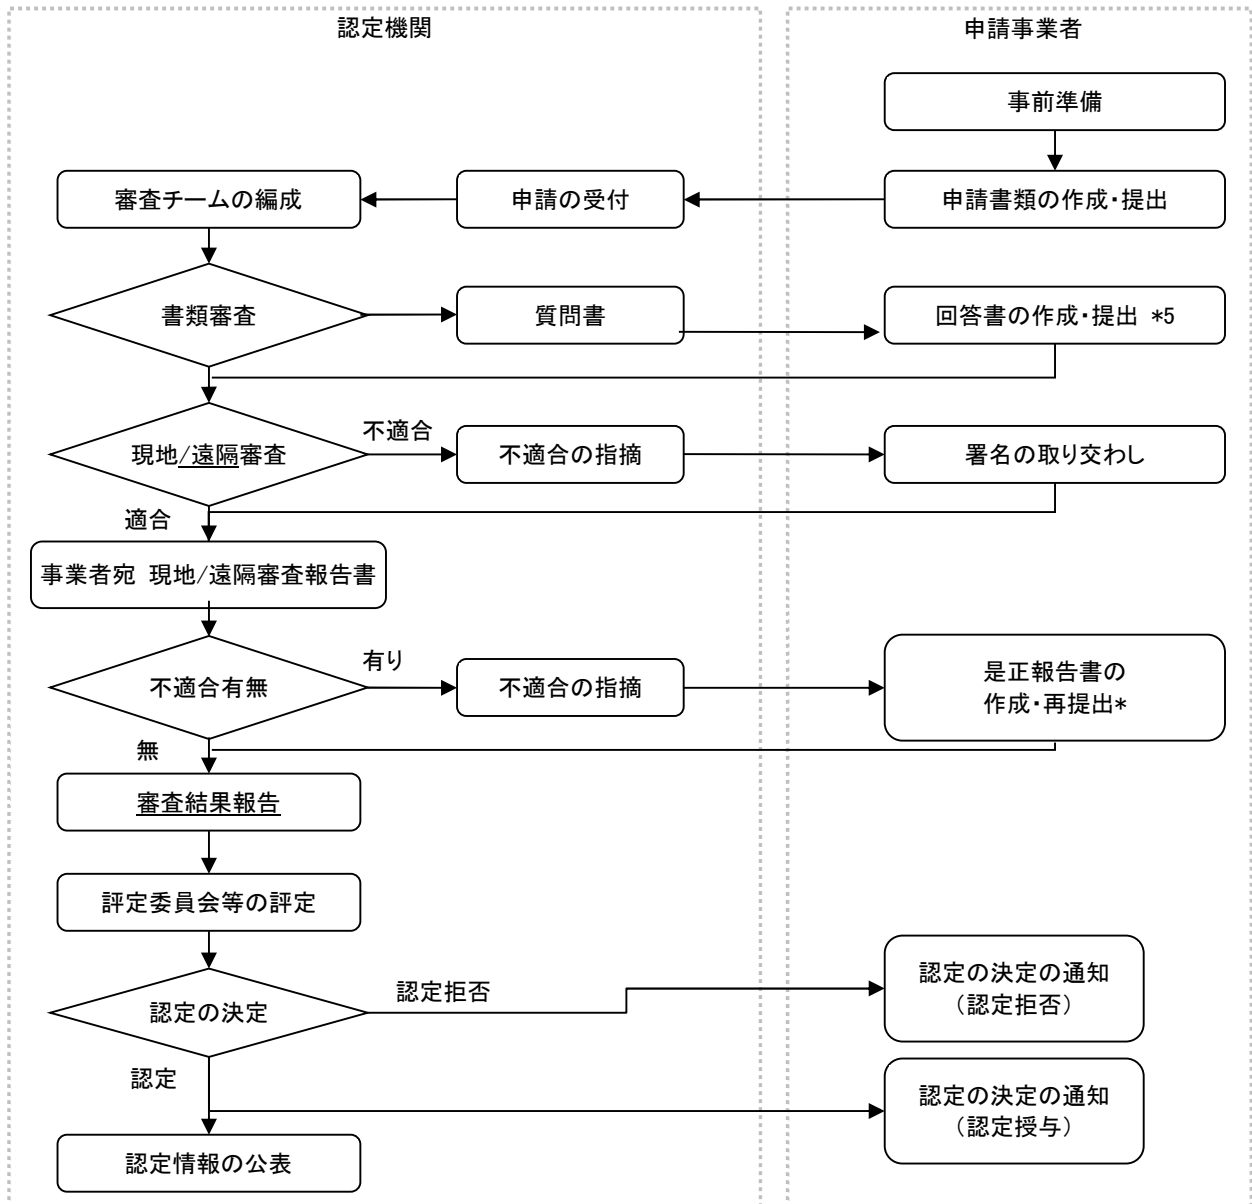 認定機関
申請事業者
事前準備
審査チームの編成
申請の受付
申請書類の作成・提出
書類審査
質問書
回答書の作成・提出 *5
現地/遠隔審査
不適合
不適合の指摘
署名の取り交わし
適合
事業者宛 現地/遠隔審査報告書
不適合有無
有り
不適合の指摘
是正報告書の
作成・再提出*
無
審査結果報告
評定委員会等の評定
認定の決定
認定拒否
認定の決定の通知
（認定拒否）
認定
認定の決定の通知
（認定授与）
認定情報の公表